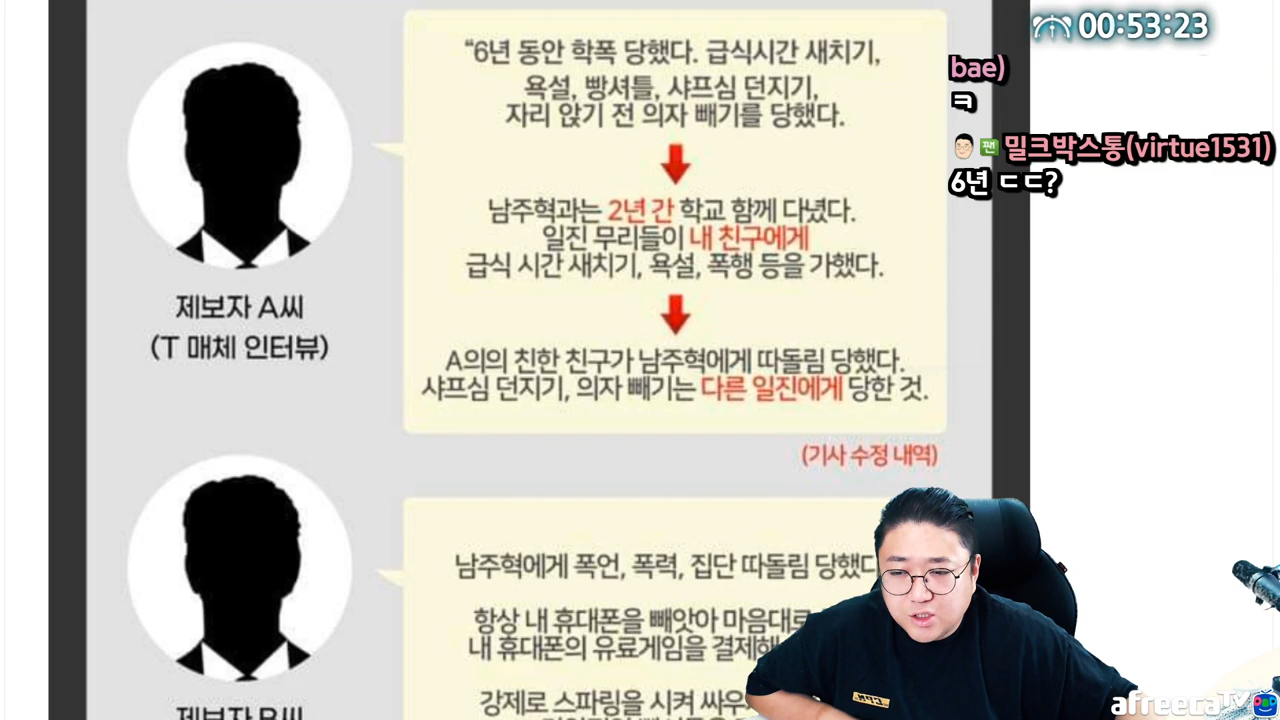 00:53:23
bae)
ㅋ
팬 밀크박스통(virtue1531)
6년 ㄷㄷ?
“6년 동안 학폭 당했다. 급식시간 새치기,
욕설, 빵셔틀, 샤프심 던지기,
자리 앉기 전 의자 빼기를 당했다.
남주혁과는 2년 간 학교 함께 다녔다.
일진 무리들이 내 친구에게
급식 시간 새치기, 욕설, 폭행 등을 가했다.
A의의 친한 친구가 남주혁에게 따돌림 당했다.
샤프심 던지기, 의자 빼기는 다른 일진에게 당한 것.
제보자 A씨
(T 매체 인터뷰)
(기사 수정 내역)
남주혁에게 폭언, 폭력, 집단 따돌림 당했다
항상 내 휴대폰을 빼앗아 마음대로
내 휴대폰의 유료게임을 결제해
강제로 스파링을 시켜 싸우
제보자 B씨
afreecaTV